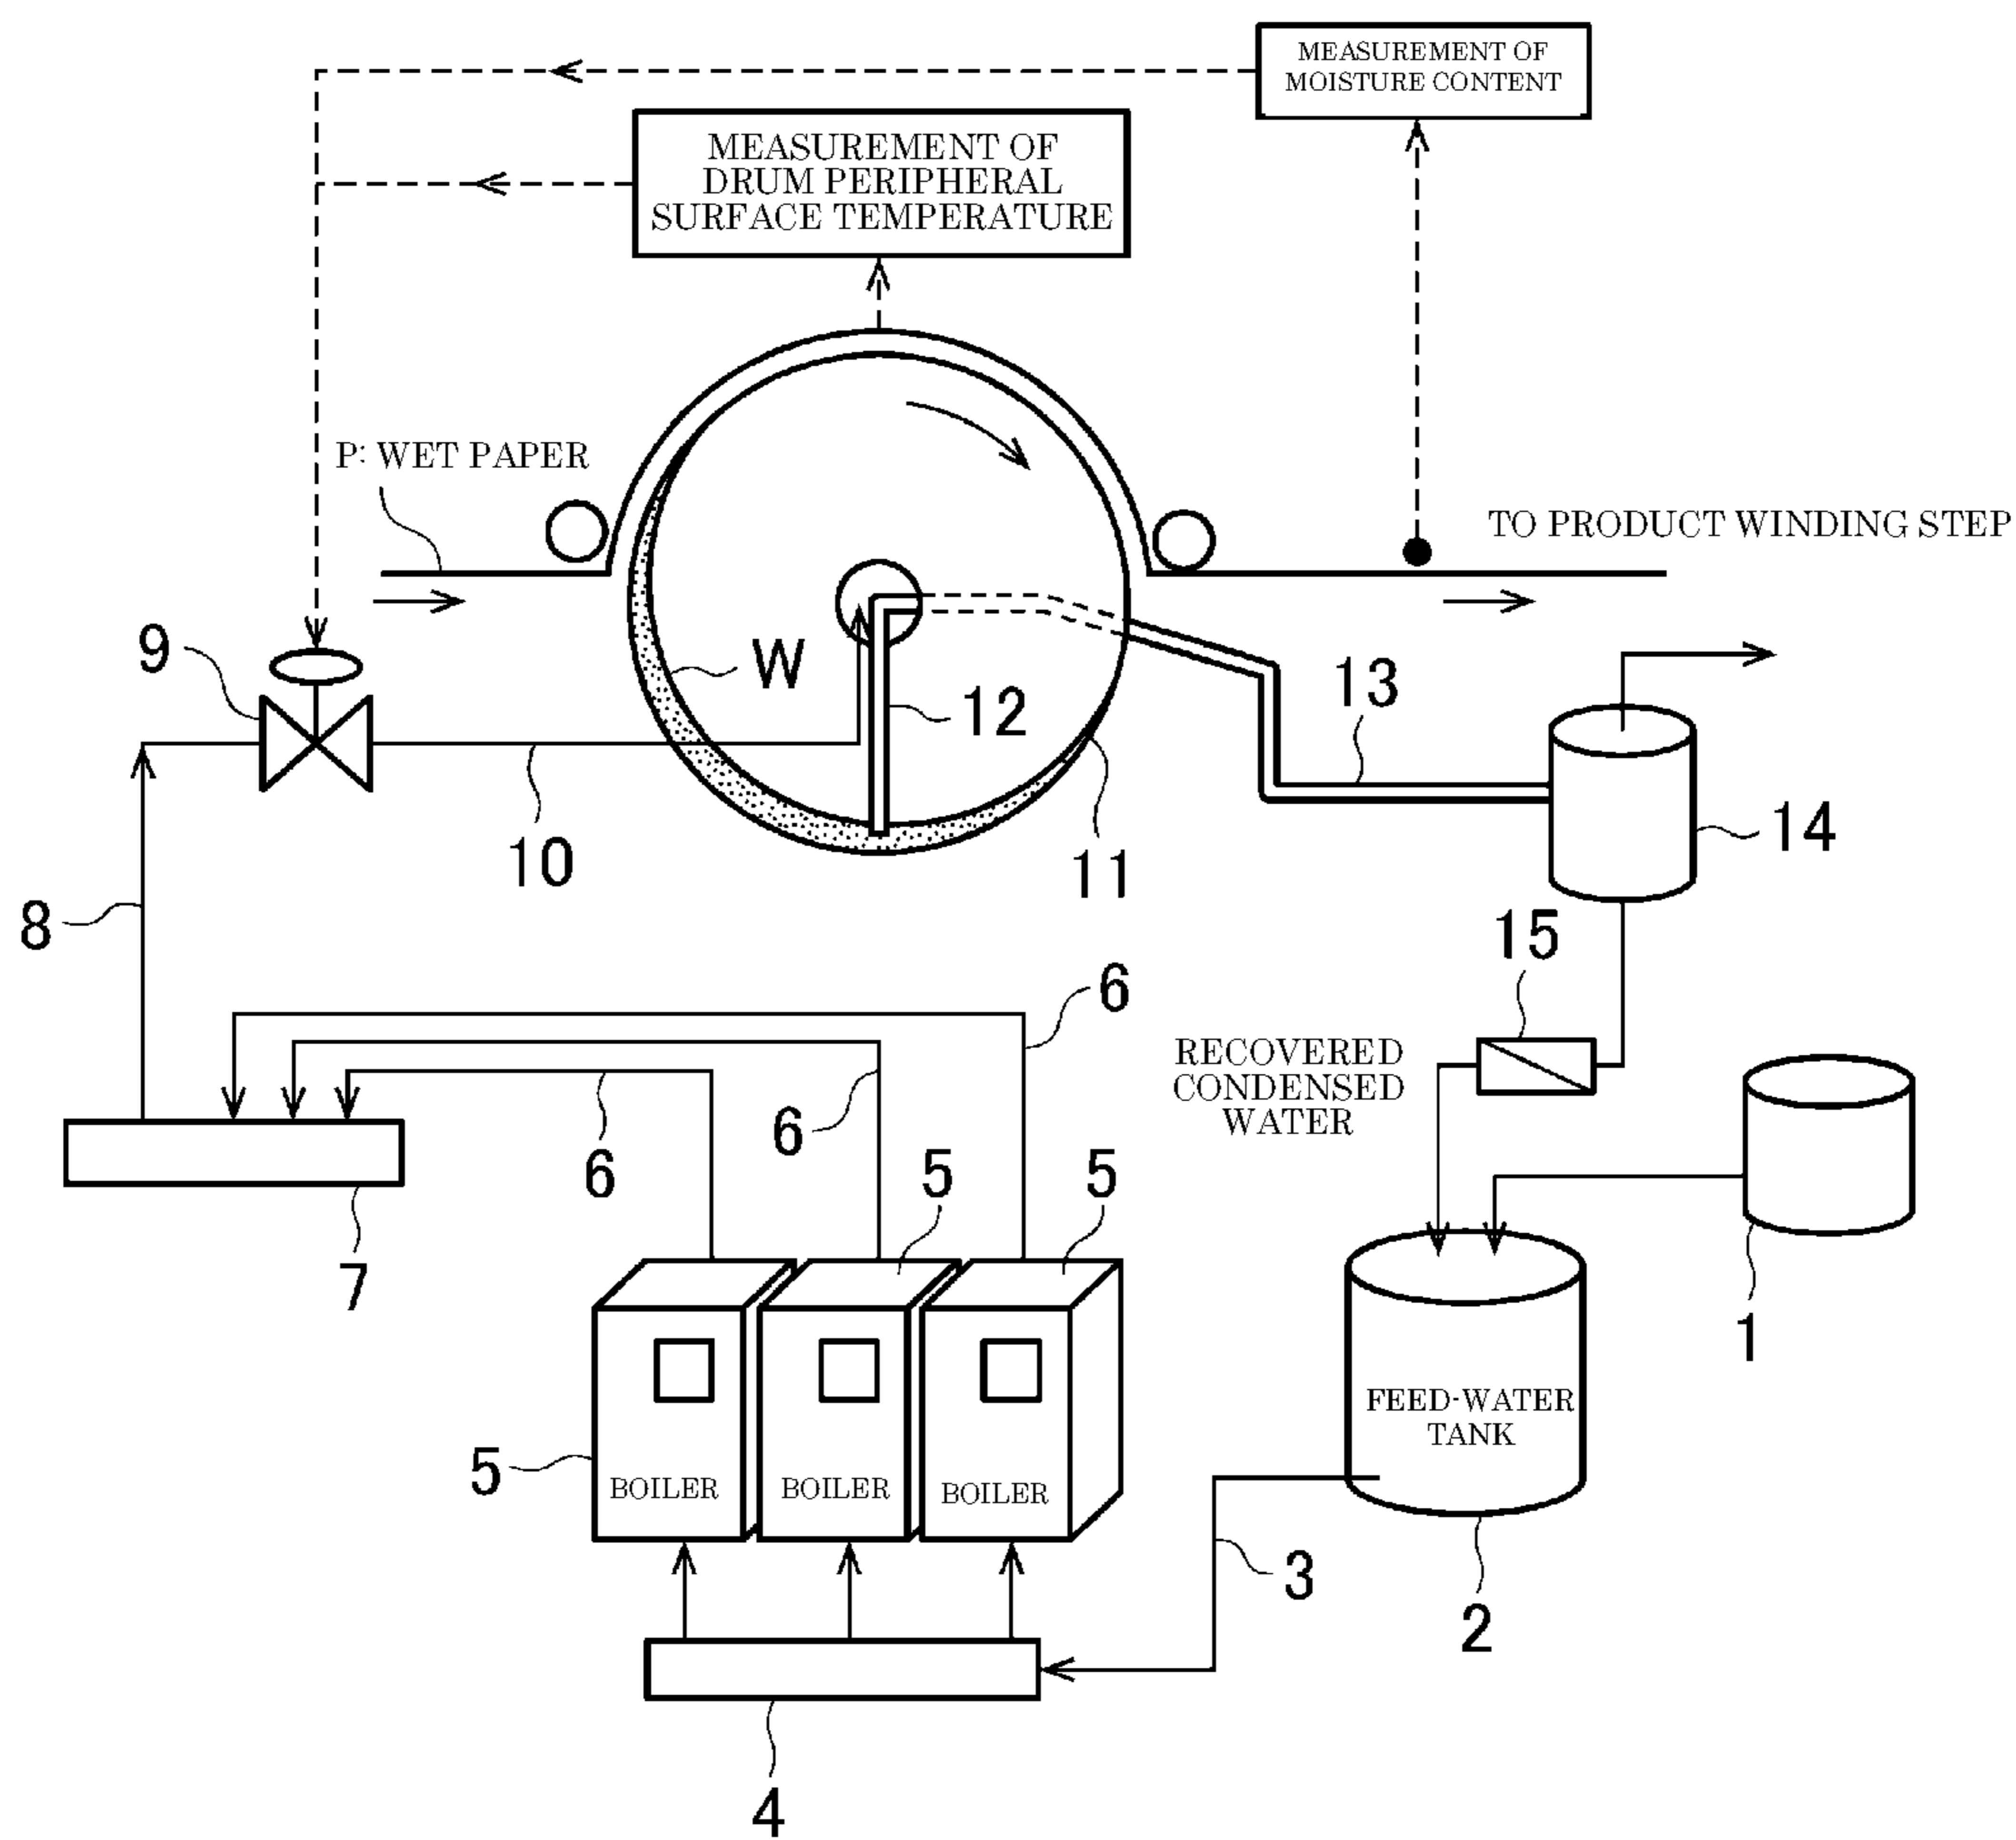 MEASUREMENT OF
MOISTURE CONTENT
MEASUREMENT OF
DRUM PERIPHERAL
SURFACE TEMPERATURE
P: WET PAPER
TO PRODUCT WINDING STEP
9
W
12
13
14
10
11
8
15
6
RECOVERED
CONDENSED
WATER
6
6
5
5
7
1
FEED-WATER
TANK
5
BOILER
BOILER
BOILER
3
2
4